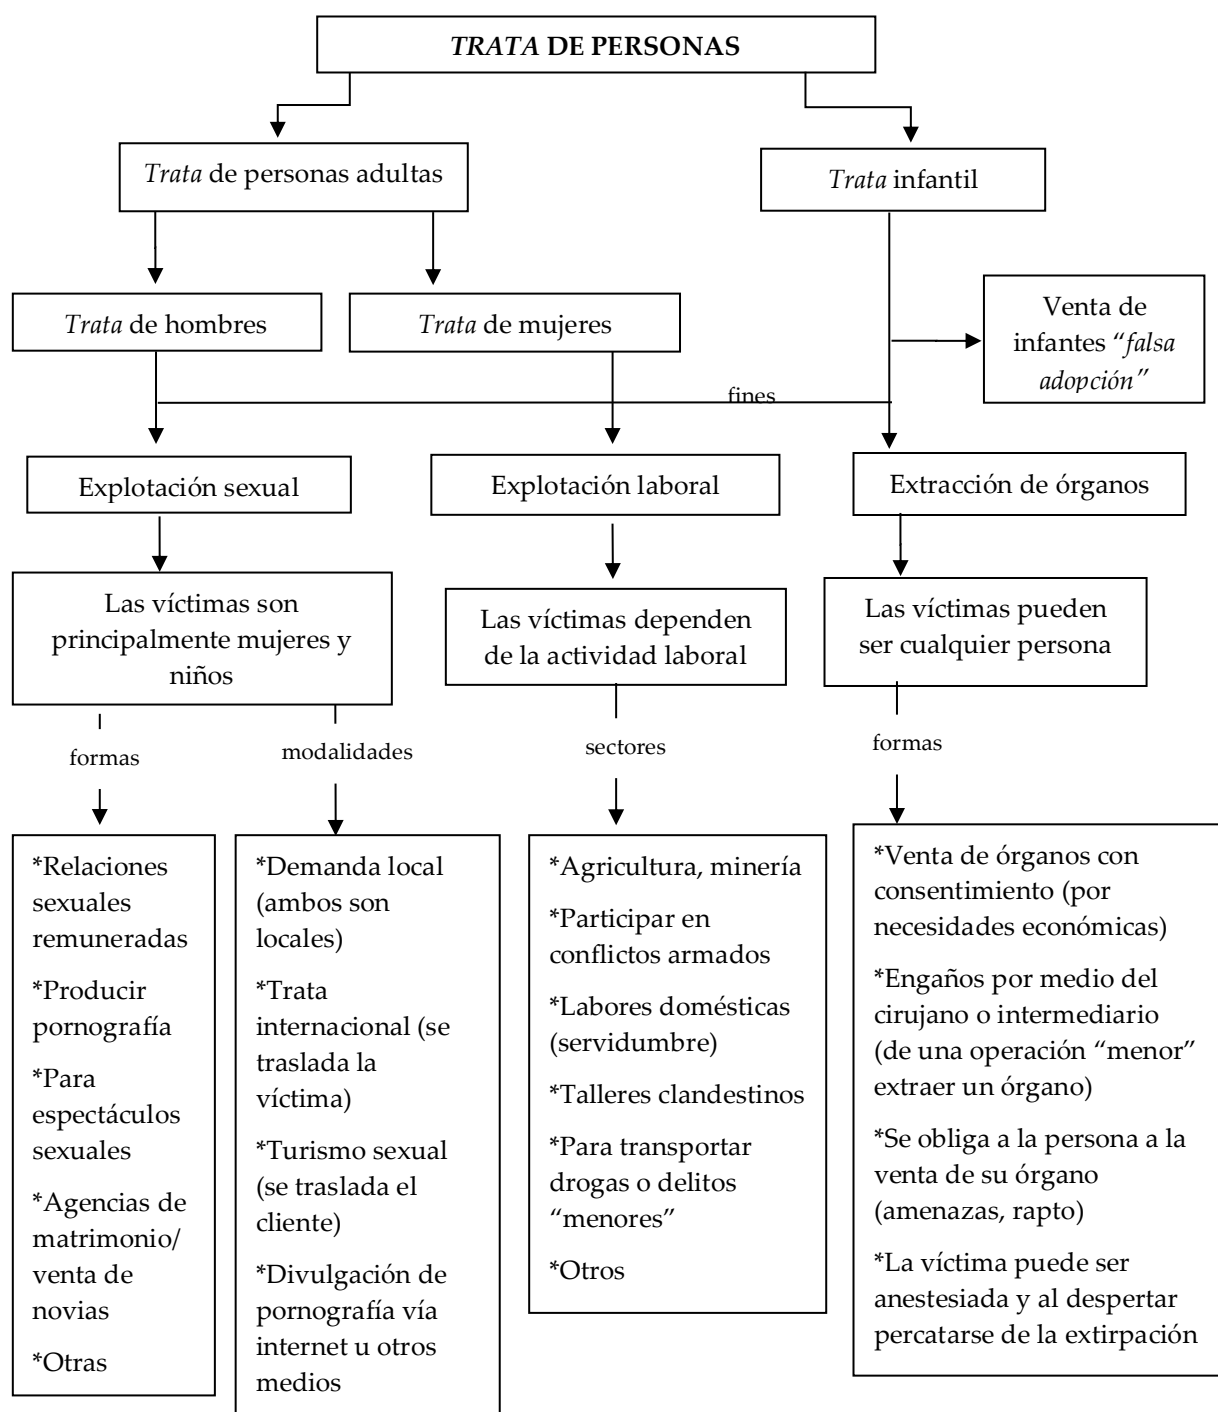 TRATA DE PERSONAS
Trata de personas adultas
Trata infantil
Trata de hombres
Trata de mujeres
Venta de
infantes “falsa
adopción”
fines
Explotación sexual
Explotación laboral
Extracción de órganos
Las víctimas son
principalmente mujeres y
niños
Las víctimas dependen
de la actividad laboral
Las víctimas pueden
ser cualquier persona
formas
modalidades
sectores
formas
*Relaciones
sexuales
remuneradas
*Producir
pornografía
*Para
espectáculos
sexuales
*Agencias de
matrimonio/
venta de
novias
*Otras
*Demanda local
(ambos son
locales)
*Trata
internacional (se
traslada la
víctima)
*Turismo sexual
(se traslada el
cliente)
*Divulgación de
pornografía vía
internet u otros
medios
*Agricultura, minería
*Participar en
conflictos armados
*Labores domésticas
(servidumbre)
*Talleres clandestinos
*Para transportar
drogas o delitos
“menores”
*Otros
*Venta de órganos con
consentimiento (por
necesidades económicas)
*Engaños por medio del
cirujano o intermediario
(de una operación “menor”
extraer un órgano)
*Se obliga a la persona a la
venta de su órgano
(amenazas, rapto)
*La víctima puede ser
anestesiada y al despertar
percatarse de la extirpación